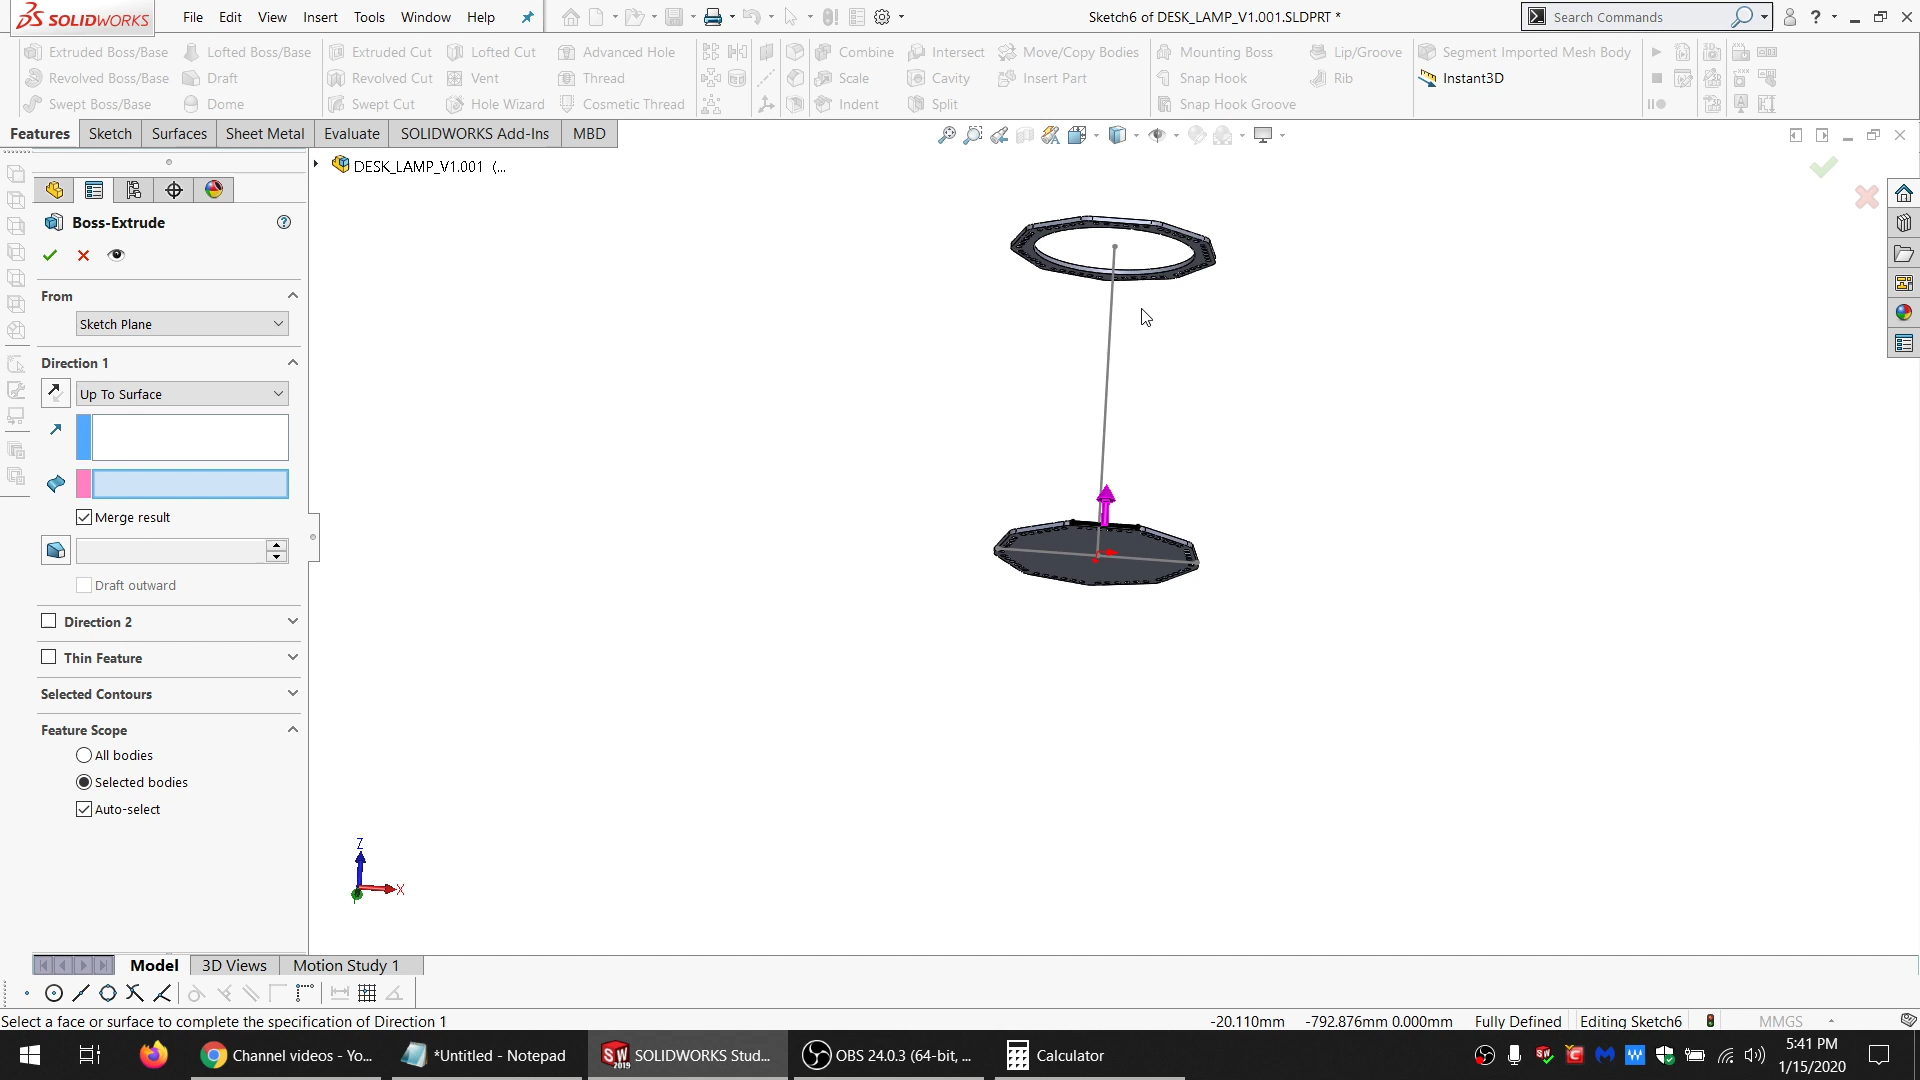 SOLIDWORKS
File Edit View Insert Tools Window Help
Sketch6 of DESK_LAMP_V1.001.SLDPRT *
Search Commands
Extruded Boss/Base Lofted Boss/Base Extruded Cut Lofted Cut Advanced Hole Combine Intersect Move/Copy Bodies Mounting Boss Lip/Groove Segment Imported Mesh Body
Revolved Boss/Base Draft Revolved Cut Vent Thread Scale Cavity Insert Part Snap Hook Rib Instant3D
Swept Boss/Base Dome Swept Cut Hole Wizard Cosmetic Thread Indent Split Snap Hook Groove
Features Sketch Surfaces Sheet Metal Evaluate SOLIDWORKS Add-Ins MBD
DESK_LAMP_V1.001 (...
Boss-Extrude
From
Sketch Plane
Direction 1
Up To Surface
Merge result
Draft outward
Direction 2
Thin Feature
Selected Contours
Feature Scope
All bodies
Selected bodies
Auto-select
Z
X
Y
Model 3D Views Motion Study 1
Select a face or surface to complete the specification of Direction 1
-20.110mm -792.876mm 0.000mm Fully Defined Editing Sketch6 MMGS
Channel videos - Yo... *Untitled - Notepad SOLIDWORKS Stud... OBS 24.0.3 (64-bit, ... Calculator
5:41 PM
1/15/2020